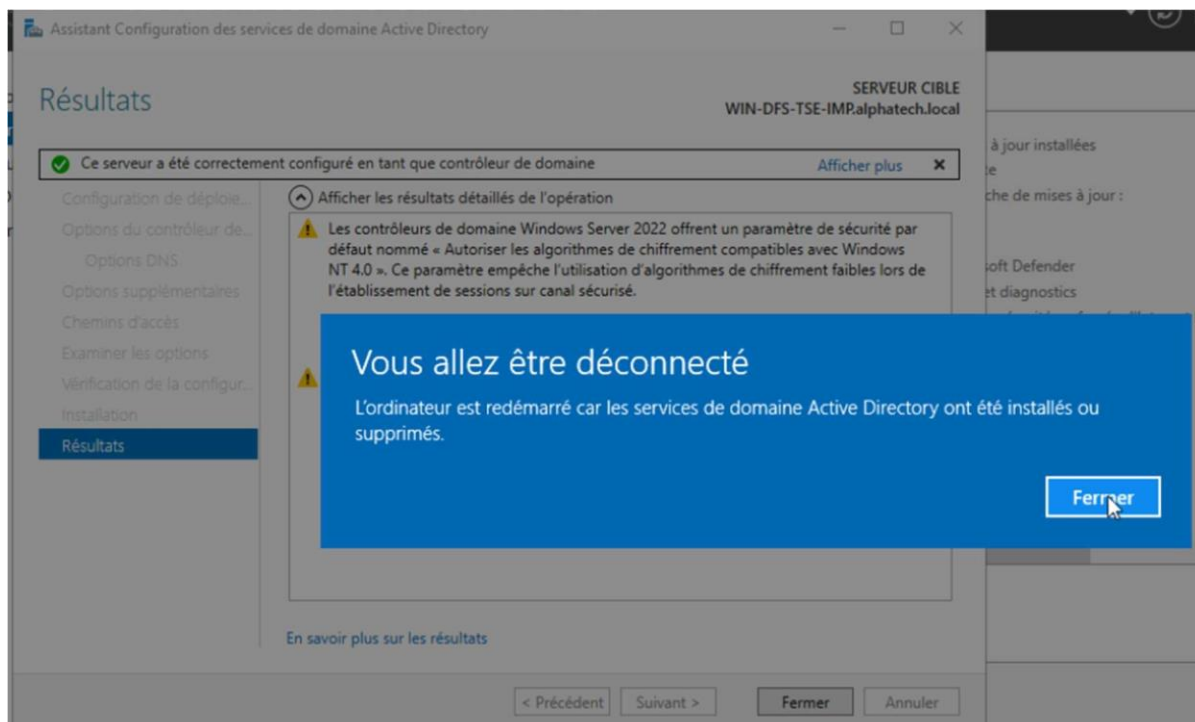 Assistant Configuration des services de domaine Active Directory
Résultats
SERVEUR CIBLE
WIN-DFS-TSE-IMP.alphatech.local
Ce serveur a été correctement configuré en tant que contrôleur de domaine
Afficher plus
Configuration de déploie...
Options du contrôleur de...
Options DNS
Options supplémentaires
Chemins d'accès
Examiner les options
Vérification de la configur...
Installation
Résultats
Afficher les résultats détaillés de l'opération
Les contrôleurs de domaine Windows Server 2022 offrent un paramètre de sécurité par
défaut nommé « Autoriser les algorithmes de chiffrement compatibles avec Windows
NT 4.0 ». Ce paramètre empêche l'utilisation d'algorithmes de chiffrement faibles lors de
l'établissement de sessions sur canal sécurisé.
Vous allez être déconnecté
L'ordinateur est redémarré car les services de domaine Active Directory ont été installés ou
supprimés.
Fermer
En savoir plus sur les résultats
< Précédent
Suivant >
Fermer
Annuler
à jour installées
che de mises à jour :
soft Defender
et diagnostics